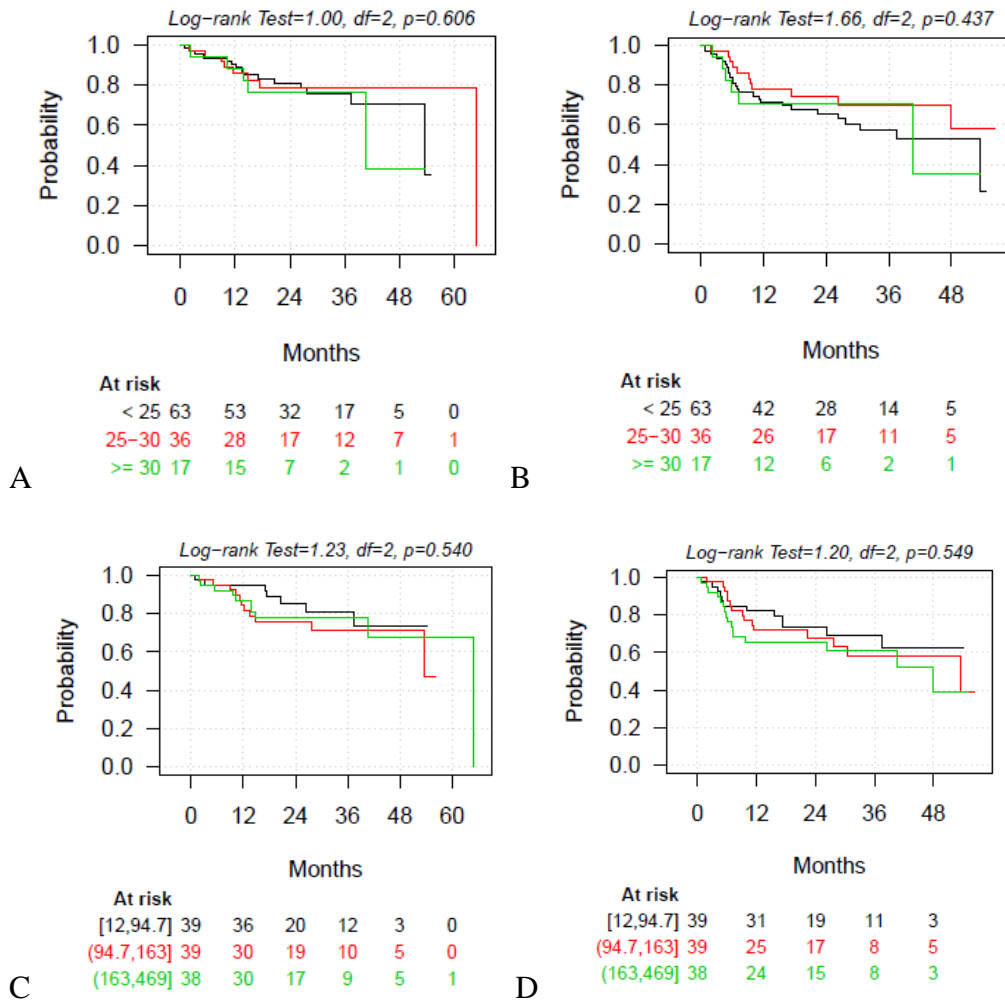 Log-rank Test=1.00, df=2, p=0.606
Probability
1.0
0.8
0.6
0.4
0.2
0.0
0 12 24 36 48 60
Months
At risk
< 25 63 53 32 17 5 0
25-30 36 28 17 12 7 1
>= 30 17 15 7 2 1 0
A
Log-rank Test=1.66, df=2, p=0.437
Probability
1.0
0.8
0.6
0.4
0.2
0.0
0 12 24 36 48
Months
At risk
< 25 63 42 28 14 5
25-30 36 26 17 11 5
>= 30 17 12 6 2 1
B
Log-rank Test=1.23, df=2, p=0.540
Probability
1.0
0.8
0.6
0.4
0.2
0.0
0 12 24 36 48 60
Months
At risk
[12,94.7] 39 36 20 12 3 0
(94.7,163] 39 30 19 10 5 0
(163,469] 38 30 17 9 5 1
C
Log-rank Test=1.20, df=2, p=0.549
Probability
1.0
0.8
0.6
0.4
0.2
0.0
0 12 24 36 48
Months
At risk
[12,94.7] 39 31 19 11 3
(94.7,163] 39 25 17 8 5
(163,469] 38 24 15 8 3
D